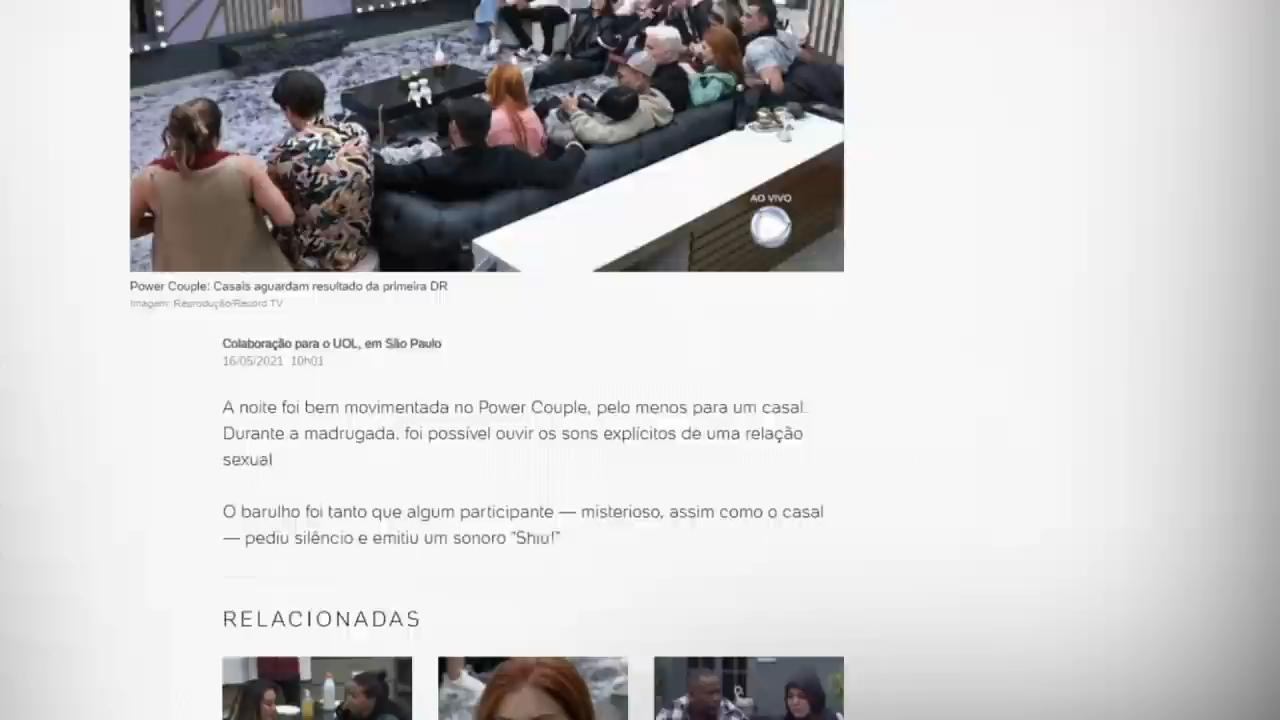 AO VIVO
Power Couple: Casais aguardam resultado da primeira DR
Imagem: Reprodução/Record TV
Colaboração para o UOL, em São Paulo
16/05/2021 10h01
A noite foi bem movimentada no Power Couple, pelo menos para um casal.
Durante a madrugada, foi possível ouvir os sons explícitos de uma relação
sexual
O barulho foi tanto que algum participante — misterioso, assim como o casal
— pediu silêncio e emitiu um sonoro "Shiu!"
RELACIONADAS